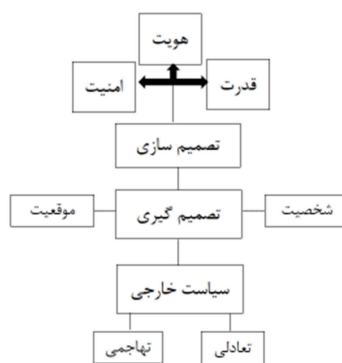 هویت
قدرت
امنیت
تصمیم سازی
شخصیت
تصمیم گیری
موقعیت
سیاست خارجی
تعادلی
تهاجمی